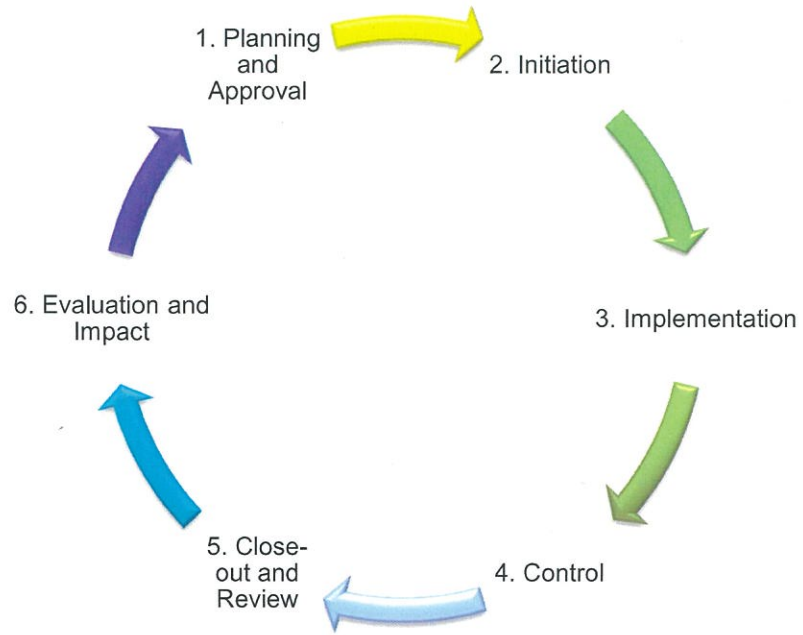 1. Planning
and
Approval
2. Initiation
3. Implementation
4. Control
5. Close-
out and
Review
6. Evaluation and
Impact